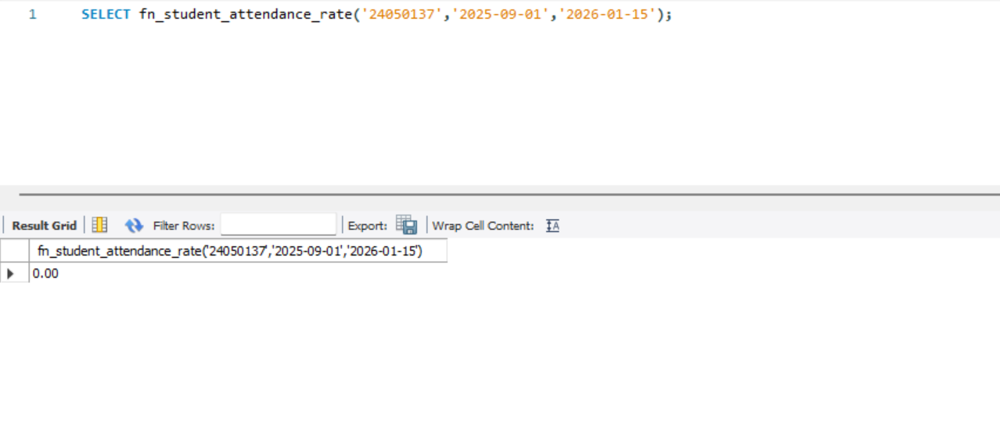 1 SELECT fn_student_attendance_rate('24050137','2025-09-01','2026-01-15');
Result Grid Filter Rows: Export: Wrap Cell Content: IA
fn_student_attendance_rate('24050137','2025-09-01','2026-01-15')
0.00